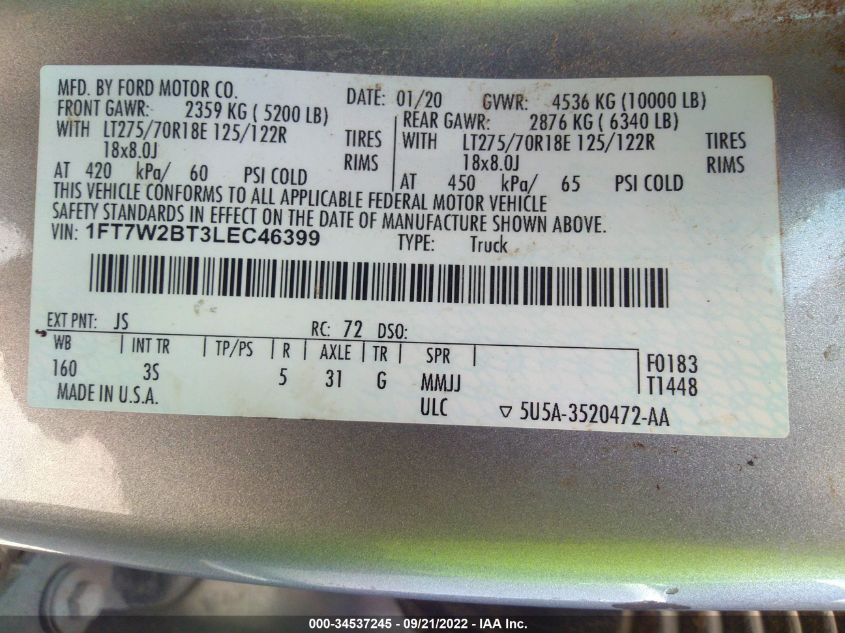 MFD. BY FORD MOTOR CO.
DATE: 01/20 GVWR: 4536 KG (10000 LB)
FRONT GAWR: 2359 KG ( 5200 LB)
WITH LT275/70R18E 125/122R TIRES
18x8.0J RIMS
AT 420 kPa/ 60 PSI COLD
REAR GAWR: 2876 KG ( 6340 LB)
WITH LT275/70R18E 125/122R TIRES
18x8.0J RIMS
AT 450 kPa/ 65 PSI COLD
THIS VEHICLE CONFORMS TO ALL APPLICABLE FEDERAL MOTOR VEHICLE
SAFETY STANDARDS IN EFFECT ON THE DATE OF MANUFACTURE SHOWN ABOVE.
VIN: 1FT7W2BT3LEC46399 TYPE: Truck
EXT PNT: JS RC: 72 DSO:
WB INT TR TP/PS R AXLE TR SPR
160 3S 5 31 G MMJJ
F0183
T1448
MADE IN U.S.A. ULC ▽ 5U5A-3520472-AA
000-34537245 - 09/21/2022 - IAA Inc.